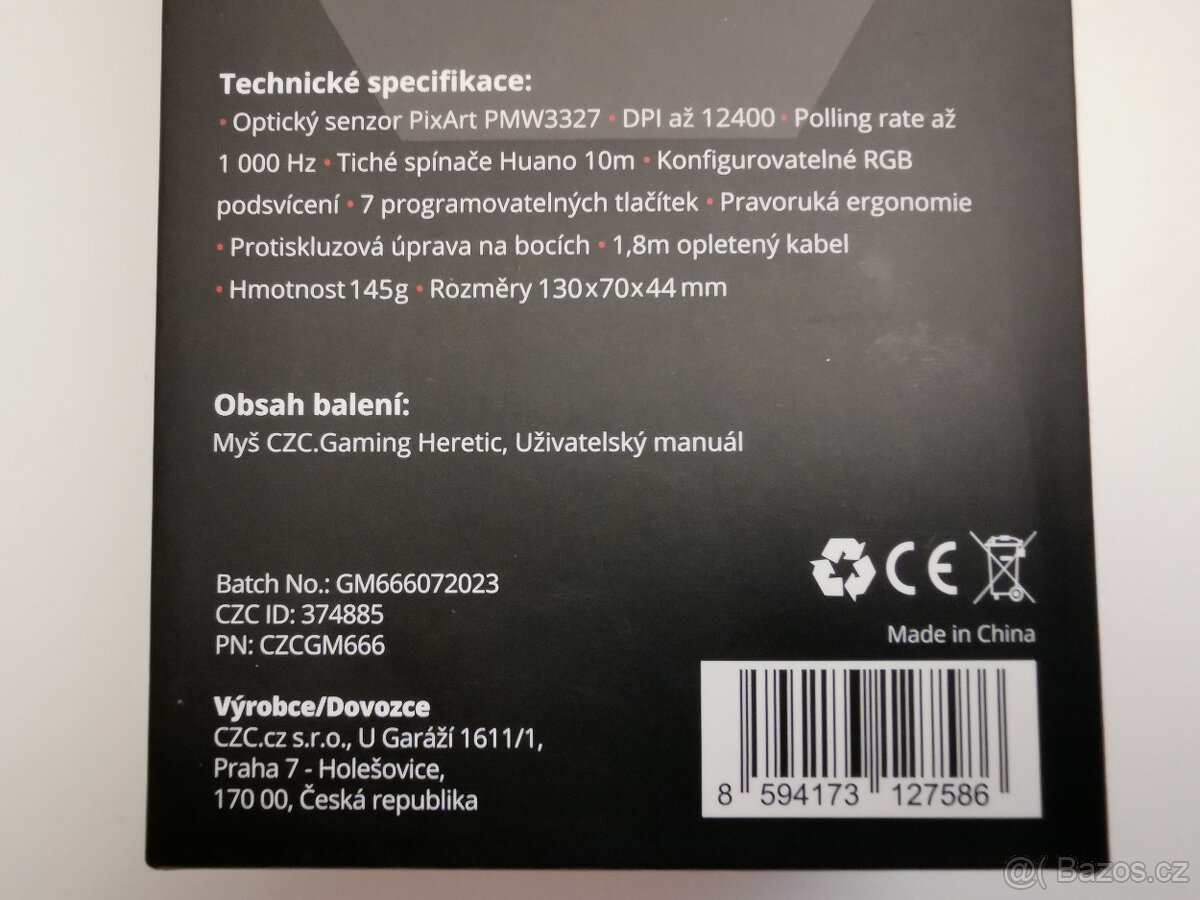 Technické specifikace:
• Optický senzor PixArt PMW3327 • DPI až 12400 • Polling rate až
1 000 Hz • Tiché spínače Huano 10m • Konfigurovatelné RGB
podsvícení • 7 programovatelných tlačítek • Pravoruká ergonomie
• Protiskluzová úprava na bocích • 1,8m opletený kabel
• Hmotnost 145g • Rozměry 130x70x44 mm
Obsah balení:
Myš CZC.Gaming Heretic, Uživatelský manuál
Batch No.: GM666072023
CZC ID: 374885
PN: CZCGM666
Výrobce/Dovozce
CZC.cz s.r.o., U Garáží 1611/1,
Praha 7 - Holešovice,
170 00, Česká republika
CE
Made in China
8 594173 127586
@( Bazos.cz